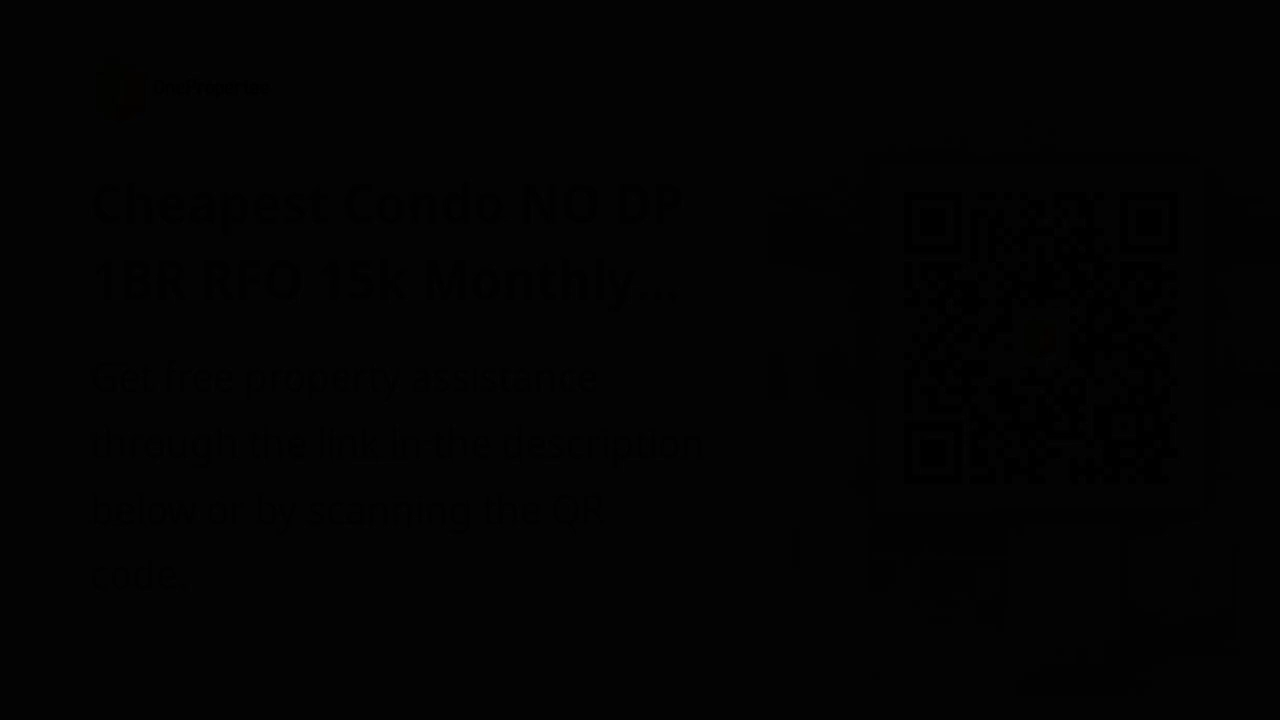 Cheapest Condo NO DP
1BR RFO 15k Monthly...
Get free property assistance
through the link in the description
below or by scanning the QR
code.